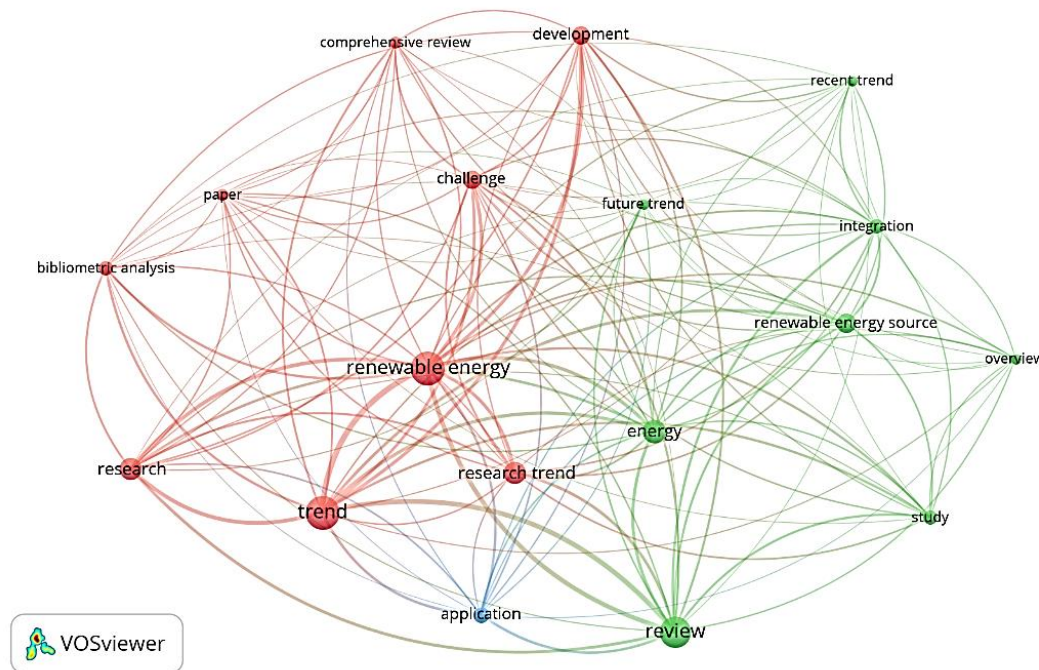 development
comprehensive review
recent trend
challenge
paper
future trend
integration
bibliometric analysis
renewable energy source
overview
renewable energy
energy
research
research trend
trend
study
application
review
VOSviewer